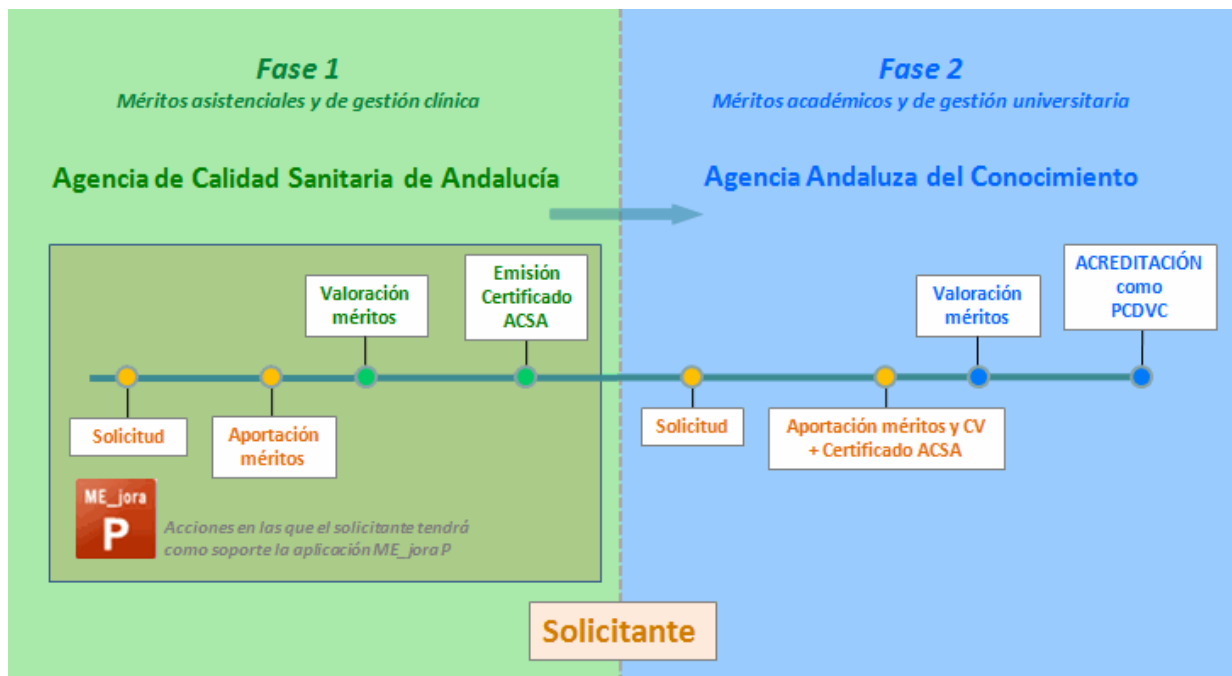 Fase 1
Méritos asistenciales y de gestión clínica
Agencia de Calidad Sanitaria de Andalucía
Valoración
méritos
Emisión
Certificado
ACSA
Solicitud
Aportación
méritos
ME_jora
P
Acciones en las que el solicitante tendrá
como soporte la aplicación ME_jora P
Fase 2
Méritos académicos y de gestión universitaria
Agencia Andaluza del Conocimiento
Valoración
méritos
ACREDITACIÓN
como
PCDVC
Solicitud
Aportación méritos y CV
+ Certificado ACSA
Solicitante